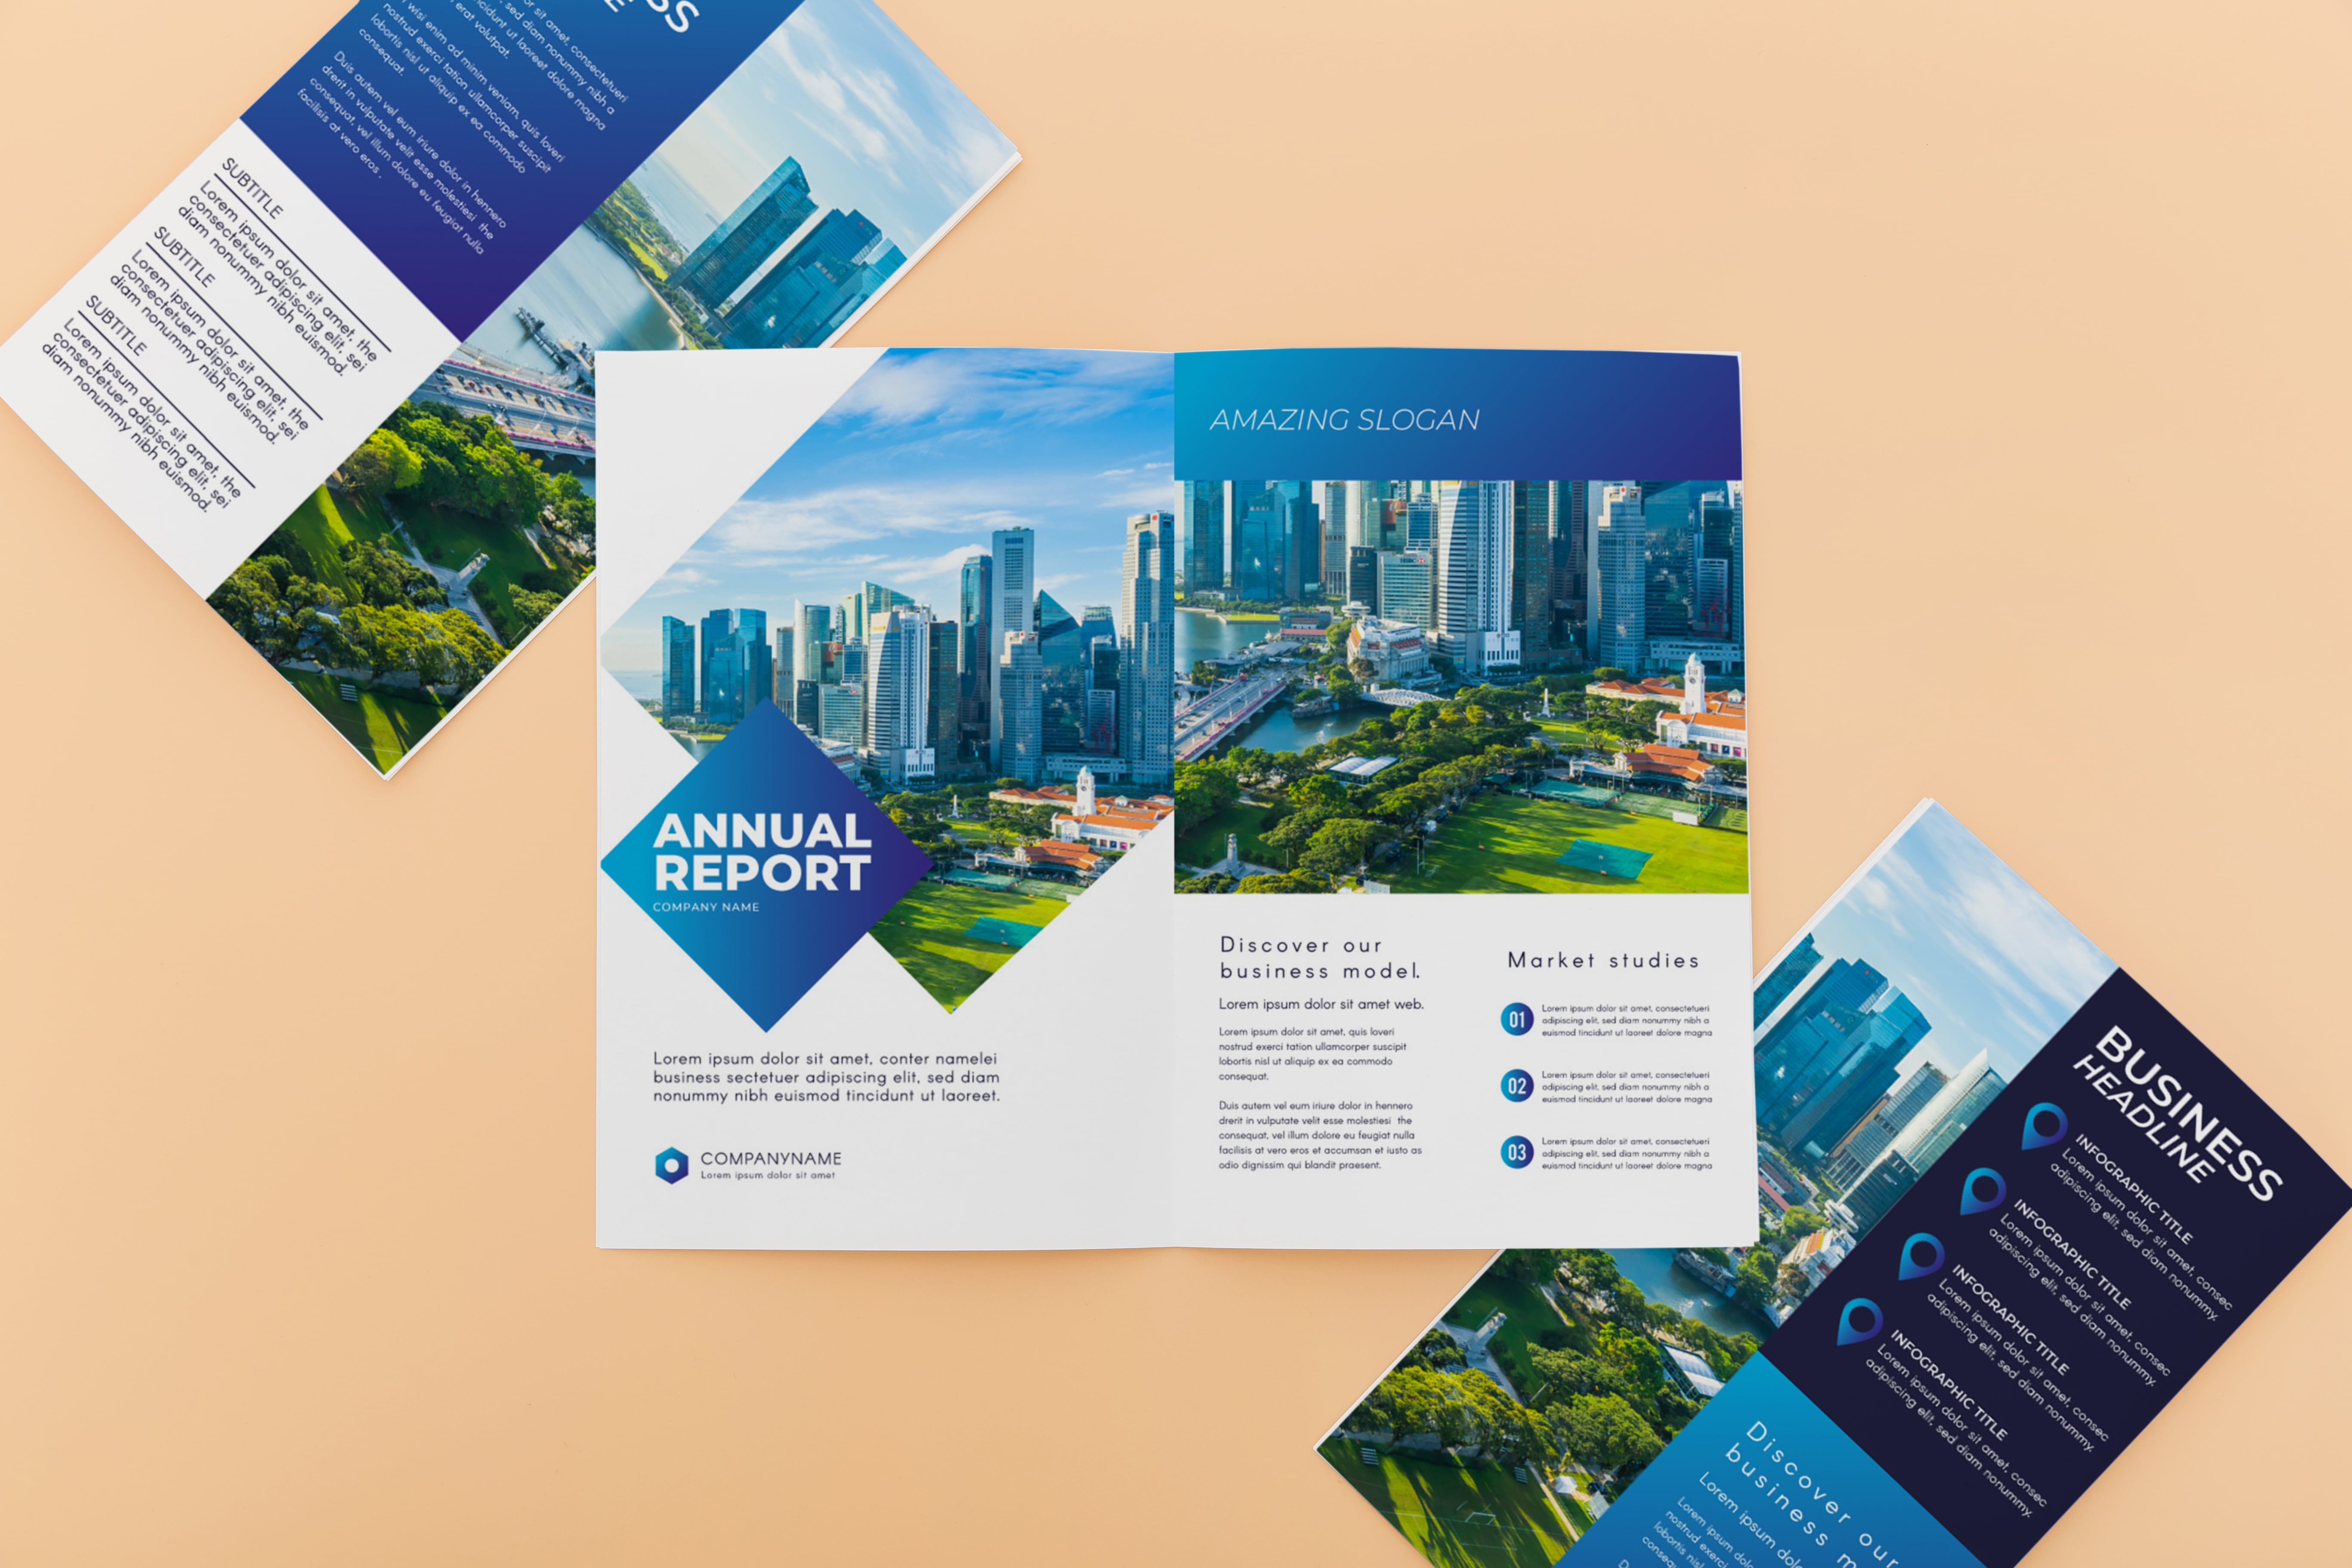 SS
E
r sit amet, consectetueri
sed diam nonummy nibh a
cidunt ut laoreet dolore magna
erat volutpat.
wisi enim ad minim veniam, quis loveri
nostrud exerci tation ullamcorper suscipit
lobortis nisl ut aliquip ex ea commodo
consequat.
Duis autem vel eum iriure dolor in hennero
drerit in vulputate velit esse molestiesi the
consequat, vel illum dolore eu feugiat nulla
facilisis at vero eros .
SUBTITLE
Lorem ipsum dolor sit amet, the
consectetuer adipiscing elit, sei
diam nonummy nibh euismod.
SUBTITLE
Lorem ipsum dolor sit amet, the
consectetuer adipiscing elit, sei
diam nonummy nibh euismod.
SUBTITLE
Lorem ipsum dolor sit amet, the
consectetuer adipiscing elit, sei
diam nonummy nibh euismod.
ANNUAL
REPORT
COMPANY NAME
Lorem ipsum dolor sit amet, conter namelei
business sectetuer adipiscing elit, sed diam
nonummy nibh euismod tincidunt ut laoreet.
COMPANYNAME
Lorem ipsum dolor sit amet
AMAZING SLOGAN
Discover our
business model.
Lorem ipsum dolor sit amet web.
Lorem ipsum dolor sit amet, quis loveri
nostrud exerci tation ullamcorper suscipit
lobortis nisl ut aliquip ex ea commodo
consequat.
Duis autem vel eum iriure dolor in hennero
drerit in vulputate velit esse molestiesi the
consequat, vel illum dolore eu feugiat nulla
facilisis at vero eros et accumsan et iusto as
odio dignissim qui blandit praesent.
Market studies
01
Lorem ipsum dolor sit amet, consectetueri
adipiscing elit, sed diam nonummy nibh a
euismod tincidunt ut laoreet dolore magna
02
Lorem ipsum dolor sit amet, consectetueri
adipiscing elit, sed diam nonummy nibh a
euismod tincidunt ut laoreet dolore magna
03
Lorem ipsum dolor sit amet, consectetueri
adipiscing elit, sed diam nonummy nibh a
euismod tincidunt ut laoreet dolore magna
BUSINESS
HEADLINE
INFOGRAPHIC TITLE
Lorem ipsum dolor sit amet, consec
adipiscing elit, sed diam nonummy.
INFOGRAPHIC TITLE
Lorem ipsum dolor sit amet, consec
adipiscing elit, sed diam nonummy.
INFOGRAPHIC TITLE
Lorem ipsum dolor sit amet, consec
adipiscing elit, sed diam nonummy.
INFOGRAPHIC TITLE
Lorem ipsum dolor sit amet, consec
adipiscing elit, sed diam nonummy.
Discover our
business m
Lorem ipsum dolo
Lorem ipsum dolo
nostrud exerci
lobortis nisl
conseq